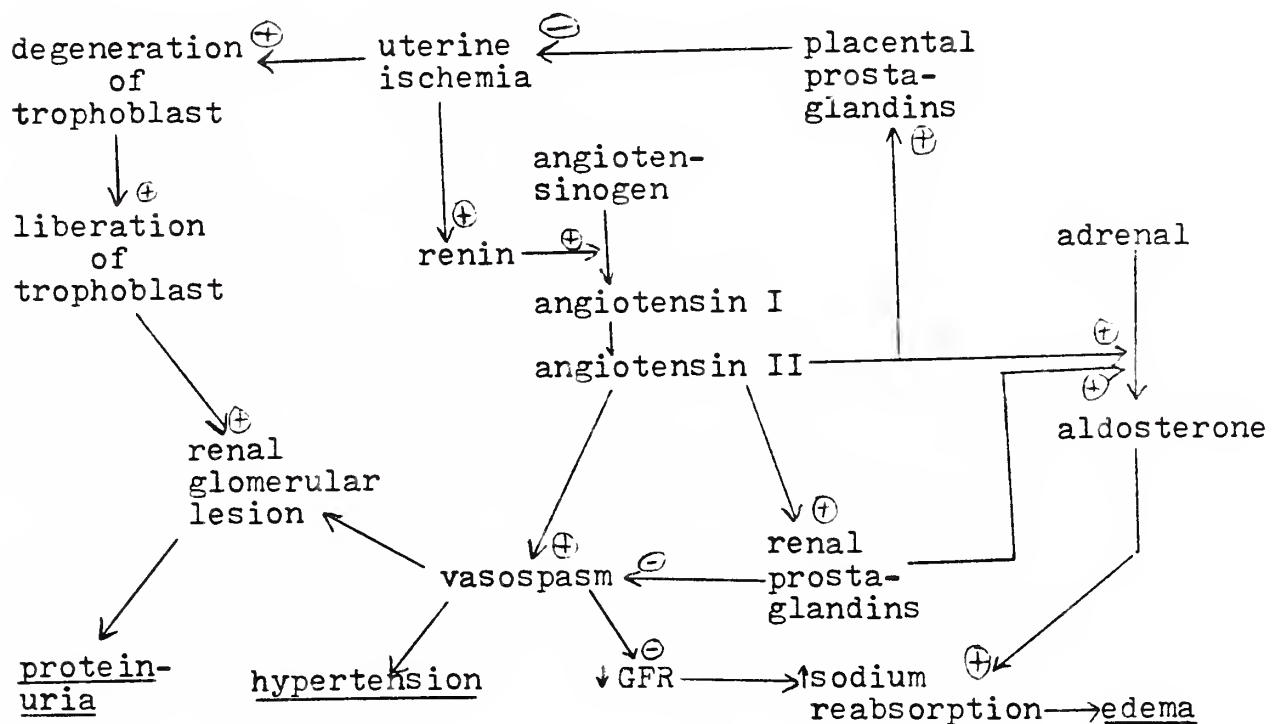 degeneration
of
trophoblast
uterine
ischemia
placental
prosta-
glandins
angioten-
sinogen
liberation
of
trophoblast
renin
adrenal
angiotensin I
angiotensin II
aldosterone
renal
glomerular
lesion
renal
prosta-
glandins
vasospasm
protein-
uria
hypertension
↓ GFR
↑sodium
reabsorption
edema